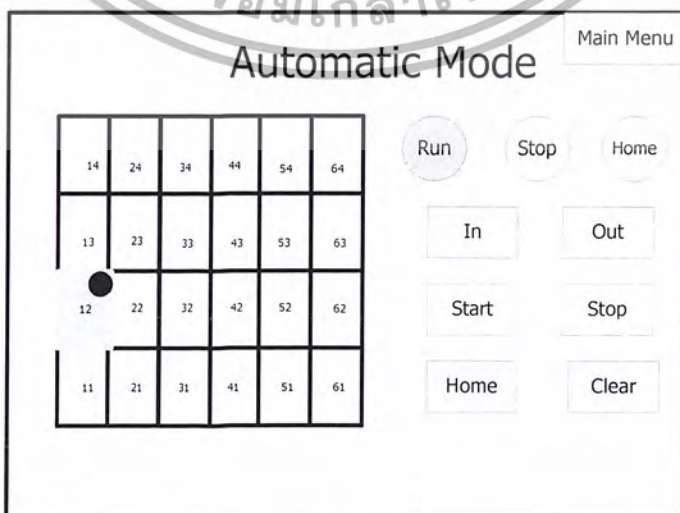 Main Menu
Automatic Mode
14 24 34 44 54 64
13 23 33 43 53 63
12 22 32 42 52 62
11 21 31 41 51 61
Run Stop Home
In Out
Start Stop
Home Clear